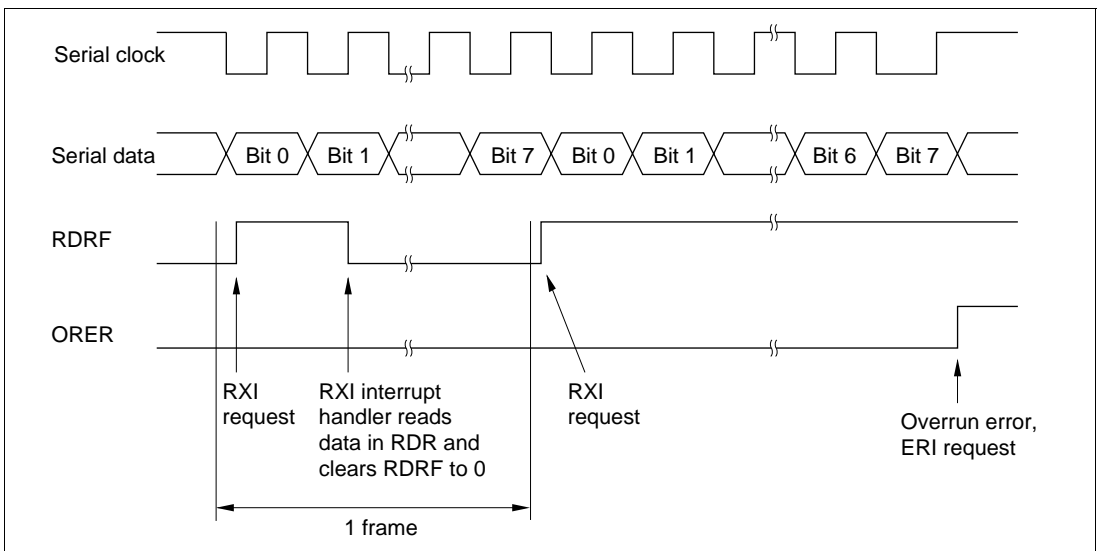 Serial clock
Serial data
Bit 0
Bit 1
Bit 7
Bit 0
Bit 1
Bit 6
Bit 7
RDRF
ORER
RXI
request
RXI interrupt
handler reads
data in RDR and
clears RDRF to 0
RXI
request
Overrun error,
ERI request
1 frame